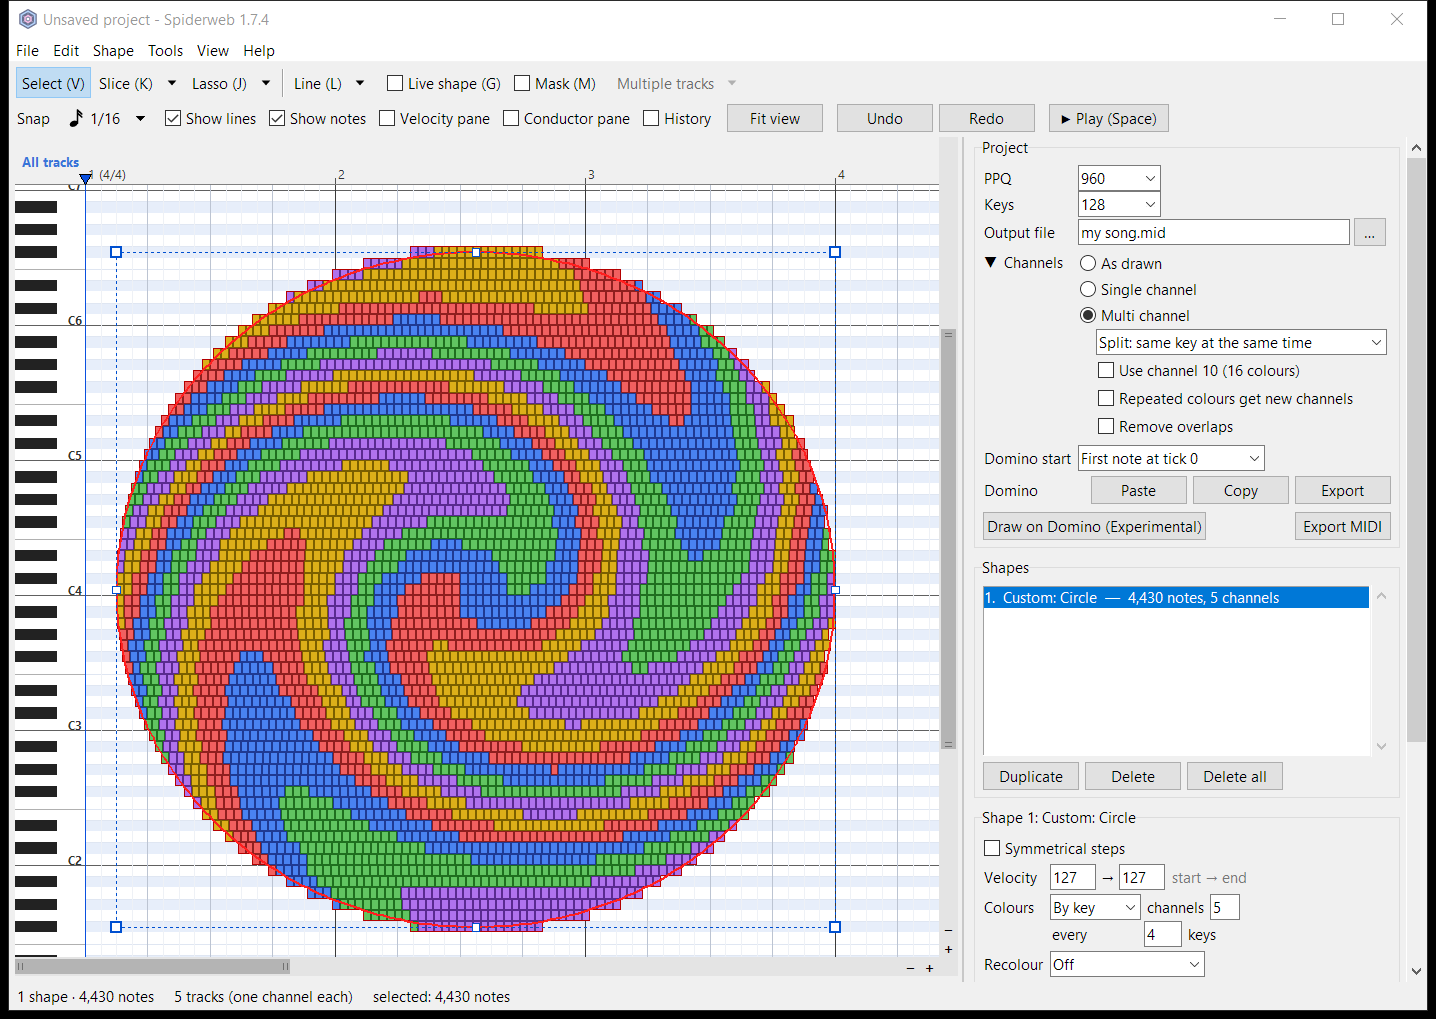 Unsaved project - Spiderweb 1.7.4
File Edit Shape Tools View Help
Select (V) Slice (K) Lasso (J) Line (L) Live shape (G) Mask (M) Multiple tracks
Snap 1/16 Show lines Show notes Velocity pane Conductor pane History Fit view Undo Redo ► Play (Space)
All tracks
1 (4/4) 2 3 4
C7
C6
C5
C4
C3
C2
Project
PPQ 960
Keys 128
Output file my song.mid ...
▼ Channels As drawn
Single channel
Multi channel
Split: same key at the same time
Use channel 10 (16 colours)
Repeated colours get new channels
Remove overlaps
Domino start First note at tick 0
Domino Paste Copy Export
Draw on Domino (Experimental) Export MIDI
Shapes
1. Custom: Circle — 4,430 notes, 5 channels
Duplicate Delete Delete all
Shape 1: Custom: Circle
Symmetrical steps
Velocity 127 → 127 start → end
Colours By key channels 5
every 4 keys
Recolour Off
1 shape · 4,430 notes 5 tracks (one channel each) selected: 4,430 notes